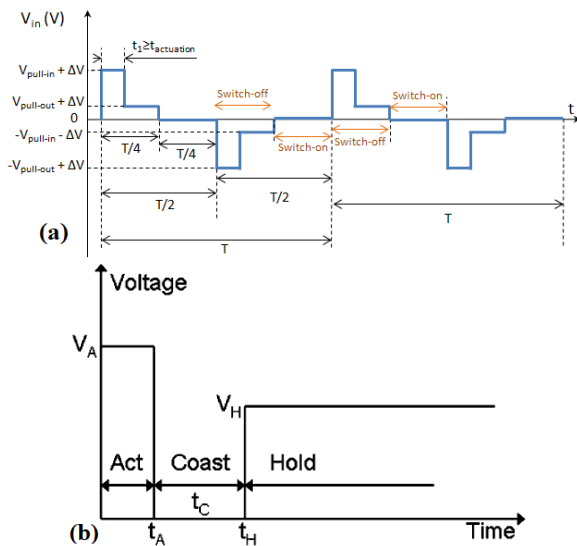 V_in (V)
t₁≥t_actuation
V_pull-in + ΔV
V_pull-out + ΔV
0
-V_pull-in - ΔV
-V_pull-out + ΔV
Switch-off
Switch-on
t
T/4
T/4
Switch-on
Switch-off
T/2
T/2
T
T
(a)
Voltage
V_A
V_H
Act
Coast
Hold
t_C
(b)
t_A
t_H
Time